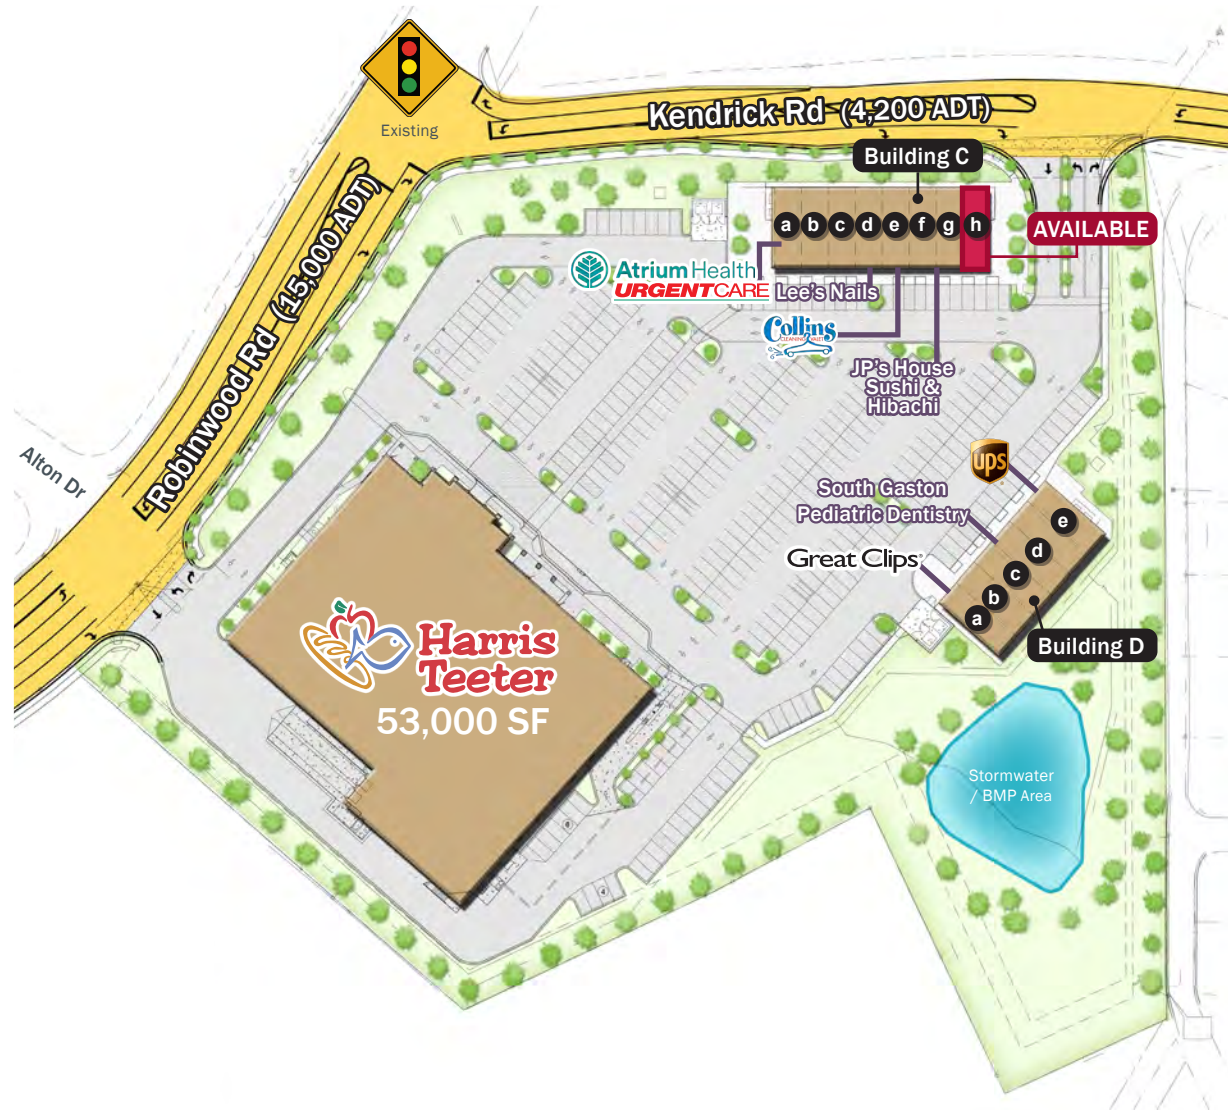 Existing
Kendrick Rd (4,200 ADT)
Building C
a b c d e f g h
AVAILABLE
Robinwood Rd (15,000 ADT)
Atrium Health
URGENTCARE
Lee's Nails
Collins
CLEANING VALET
JP's House
Sushi &
Hibachi
Alton Dr
ups
South Gaston
Pediatric Dentistry
Great Clips
e
d
c
b
a
Building D
Harris
Teeter
53,000 SF
Stormwater
/ BMP Area